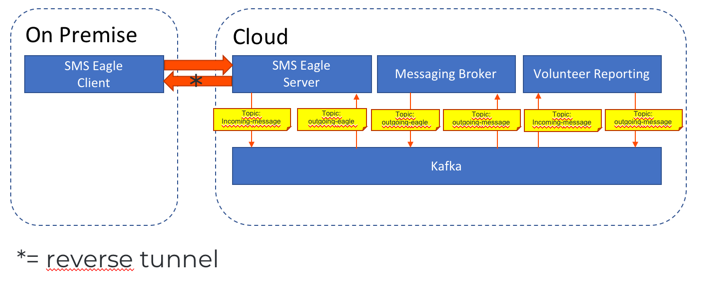 On Premise
Cloud
SMS Eagle
Client
*
SMS Eagle
Server
Messaging Broker
Volunteer Reporting
Topic:
Incoming-message
Topic:
outgoing-eagle
Topic:
outgoing-eagle
Topic:
outgoing-message
Topic:
Incoming-message
Topic:
outgoing-message
Kafka
*= reverse tunnel